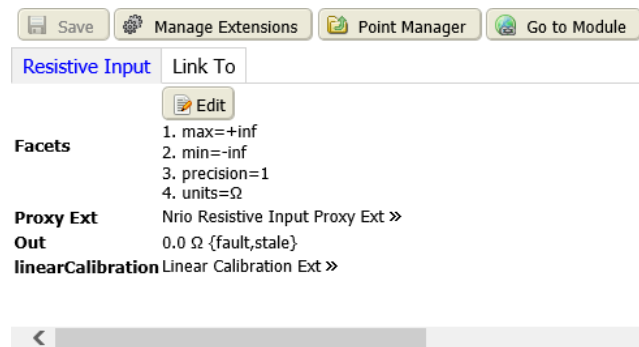 Save Manage Extensions Point Manager Go to Module
Resistive Input Link To
Edit
Facets
1. max=+inf
2. min=-inf
3. precision=1
4. units=Ω
Proxy Ext Nrio Resistive Input Proxy Ext »
Out 0.0 Ω {fault,stale}
linearCalibration Linear Calibration Ext »